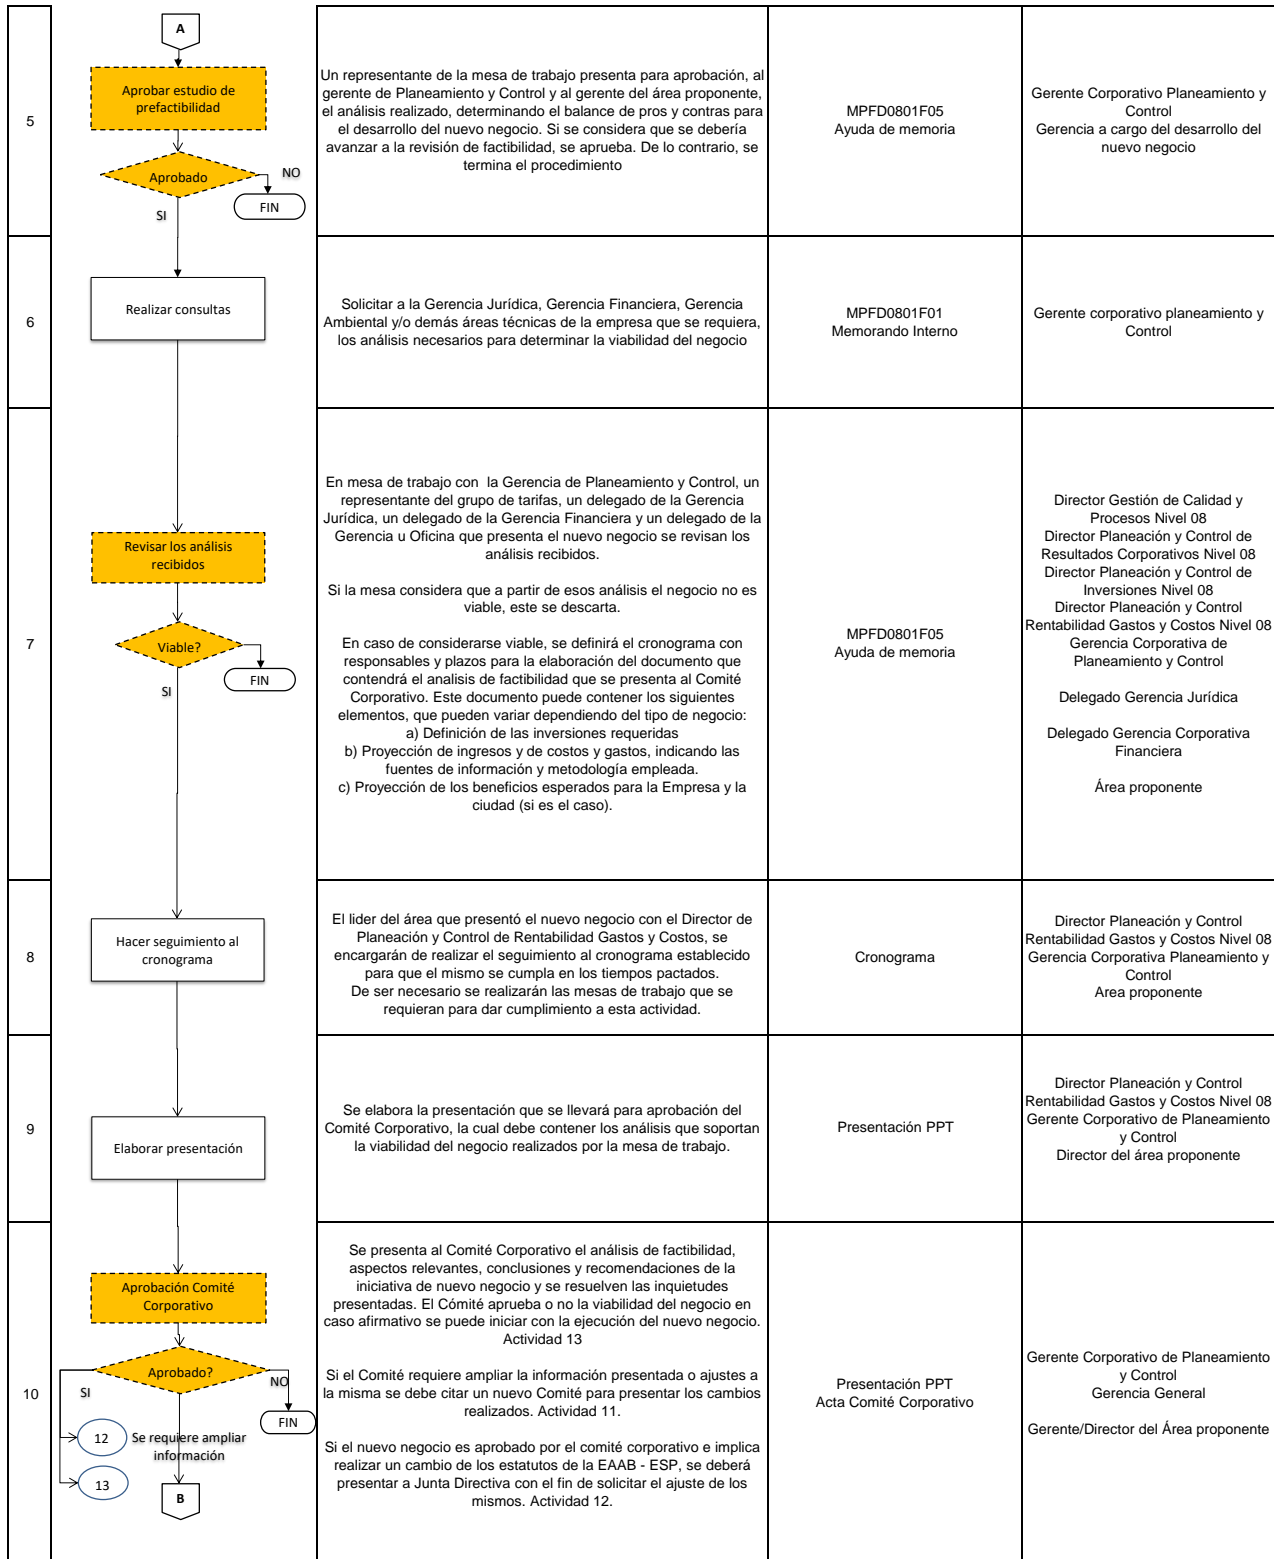 A
5
Aprobar estudio de
prefactibilidad
Aprobado
NO
FIN
SI
Un representante de la mesa de trabajo presenta para aprobación, al
gerente de Planeamiento y Control y al gerente del área proponente,
el análisis realizado, determinando el balance de pros y contras para
el desarrollo del nuevo negocio. Si se considera que se debería
avanzar a la revisión de factibilidad, se aprueba. De lo contrario, se
termina el procedimiento
MPFD0801F05
Ayuda de memoria
Gerente Corporativo Planeamiento y
Control
Gerencia a cargo del desarrollo del
nuevo negocio
6
Realizar consultas
Solicitar a la Gerencia Jurídica, Gerencia Financiera, Gerencia
Ambiental y/o demás áreas técnicas de la empresa que se requiera,
los análisis necesarios para determinar la viabilidad del negocio
MPFD0801F01
Memorando Interno
Gerente corporativo planeamiento y
Control
7
Revisar los análisis
recibidos
Viable?
FIN
SI
En mesa de trabajo con  la Gerencia de Planeamiento y Control, un
representante del grupo de tarifas, un delegado de la Gerencia
Jurídica, un delegado de la Gerencia Financiera y un delegado de la
Gerencia u Oficina que presenta el nuevo negocio se revisan los
análisis recibidos.
Si la mesa considera que a partir de esos análisis el negocio no es
viable, este se descarta.
En caso de considerarse viable, se definirá el cronograma con
responsables y plazos para la elaboración del documento que
contendrá el analisis de factibilidad que se presenta al Comité
Corporativo. Este documento puede contener los siguientes
elementos, que pueden variar dependiendo del tipo de negocio:
a) Definición de las inversiones requeridas
b) Proyección de ingresos y de costos y gastos, indicando las
fuentes de información y metodología empleada.
c) Proyección de los beneficios esperados para la Empresa y la
ciudad (si es el caso).
MPFD0801F05
Ayuda de memoria
Director Gestión de Calidad y
Procesos Nivel 08
Director Planeación y Control de
Resultados Corporativos Nivel 08
Director Planeación y Control de
Inversiones Nivel 08
Director Planeación y Control
Rentabilidad Gastos y Costos Nivel 08
Gerencia Corporativa de
Planeamiento y Control
Delegado Gerencia Jurídica
Delegado Gerencia Corporativa
Financiera
Área proponente
8
Hacer seguimiento al
cronograma
El lider del área que presentó el nuevo negocio con el Director de
Planeación y Control de Rentabilidad Gastos y Costos, se
encargarán de realizar el seguimiento al cronograma establecido
para que el mismo se cumpla en los tiempos pactados.
De ser necesario se realizarán las mesas de trabajo que se
requieran para dar cumplimiento a esta actividad.
Cronograma
Director Planeación y Control
Rentabilidad Gastos y Costos Nivel 08
Gerencia Corporativa Planeamiento y
Control
Area proponente
9
Elaborar presentación
Se elabora la presentación que se llevará para aprobación del
Comité Corporativo, la cual debe contener los análisis que soportan
la viabilidad del negocio realizados por la mesa de trabajo.
Presentación PPT
Director Planeación y Control
Rentabilidad Gastos y Costos Nivel 08
Gerente Corporativo de Planeamiento
y Control
Director del área proponente
10
Aprobación Comité
Corporativo
Aprobado?
SI
NO
FIN
12
Se requiere ampliar
información
13
B
Se presenta al Comité Corporativo el análisis de factibilidad,
aspectos relevantes, conclusiones y recomendaciones de la
iniciativa de nuevo negocio y se resuelven las inquietudes
presentadas. El Cómité aprueba o no la viabilidad del negocio en
caso afirmativo se puede iniciar con la ejecución del nuevo negocio.
Actividad 13
Si el Comité requiere ampliar la información presentada o ajustes a
la misma se debe citar un nuevo Comité para presentar los cambios
realizados. Actividad 11.
Si el nuevo negocio es aprobado por el comité corporativo e implica
realizar un cambio de los estatutos de la EAAB - ESP, se deberá
presentar a Junta Directiva con el fin de solicitar el ajuste de los
mismos. Actividad 12.
Presentación PPT
Acta Comité Corporativo
Gerente Corporativo de Planeamiento
y Control
Gerencia General
Gerente/Director del Área proponente